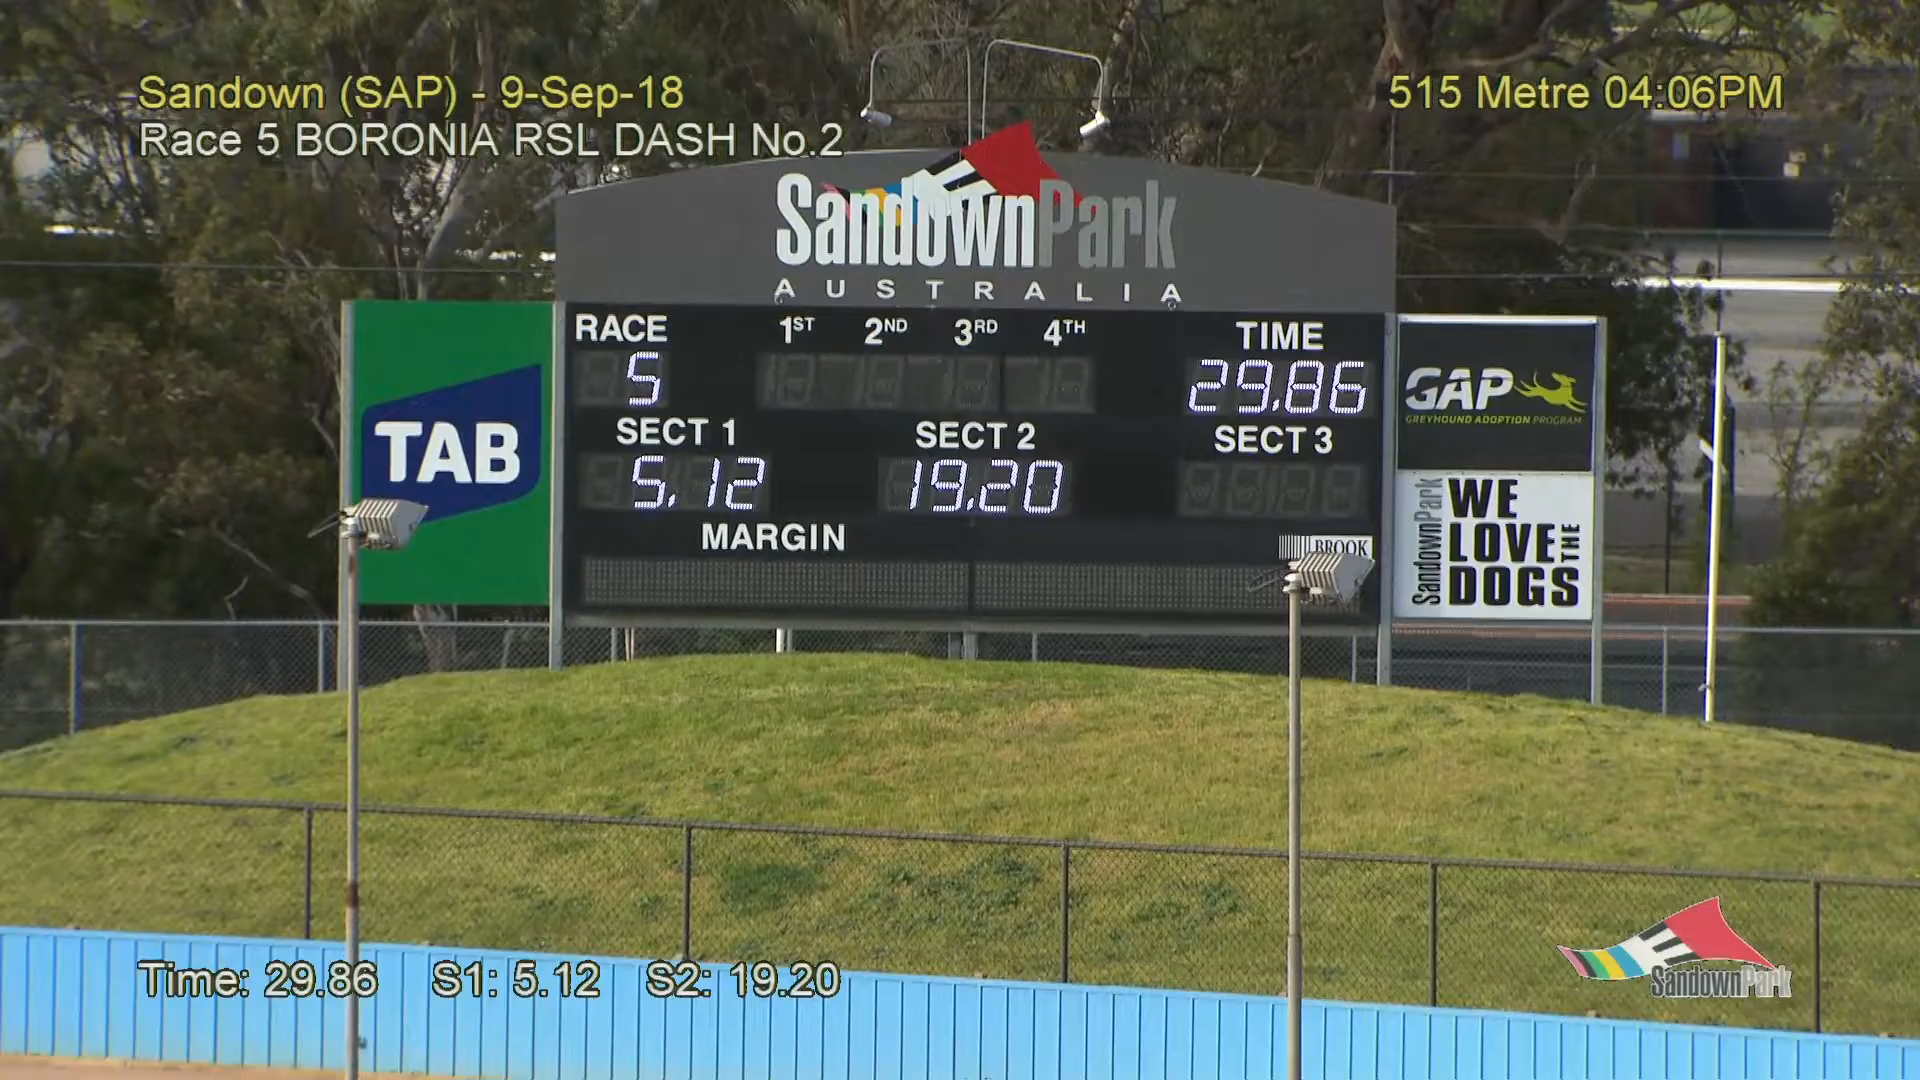 Sandown (SAP) - 9-Sep-18
515 Metre 04:06PM
Race 5 BORONIA RSL DASH No.2
SandownPark
AUSTRALIA
RACE 1ST 2ND 3RD 4TH TIME
5 29.86
SECT 1 SECT 2 SECT 3
5.12 19.20
MARGIN
BROOK
TAB
GAP
GREYHOUND ADOPTION PROGRAM
SandownPark
WE
LOVE THE
DOGS
Time: 29.86 S1: 5.12 S2: 19.20
SandownPark